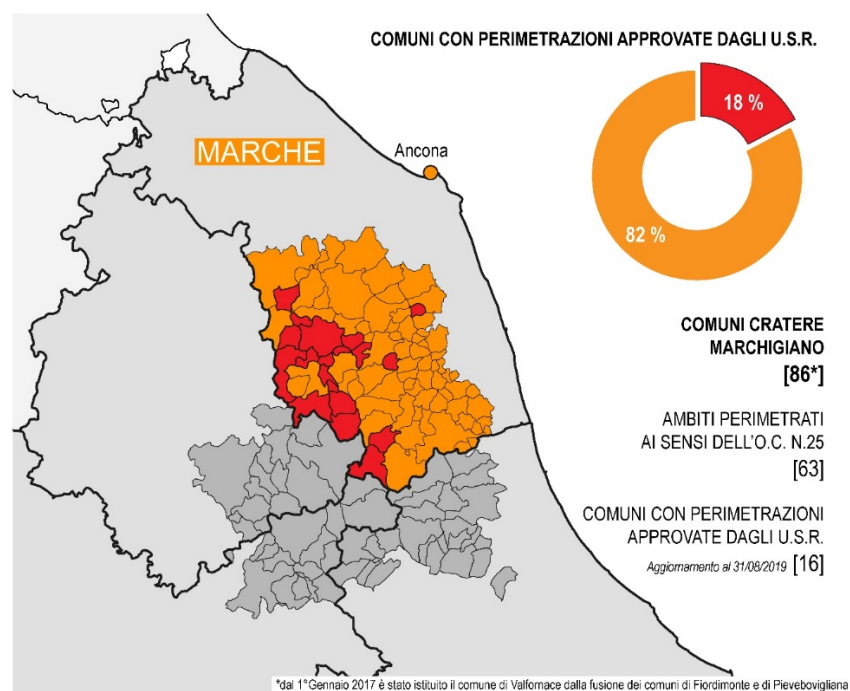 COMUNI CON PERIMETRAZIONI APPROVATE DAGLI U.S.R.
18 %
82 %
MARCHE
Ancona
COMUNI CRATERE
MARCHIGIANO
[86*]
AMBITI PERIMETRATI
AI SENSI DELL'O.C. N.25
[63]
COMUNI CON PERIMETRAZIONI
APPROVATE DAGLI U.S.R.
Aggiornamento al 31/08/2019 [16]
*dal 1°Gennaio 2017 è stato istituito il comune di Valfornace dalla fusione dei comuni di Fiordimonte e di Pievebovigliana